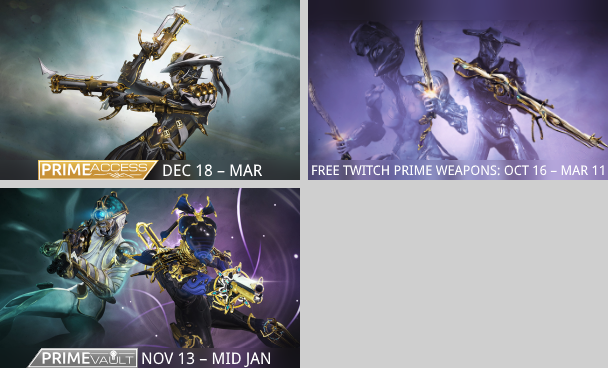 PRIMEACCESS DEC 18 – MAR
FREE TWITCH PRIME WEAPONS: OCT 16 – MAR 11
PRIMEVAULT NOV 13 – MID JAN